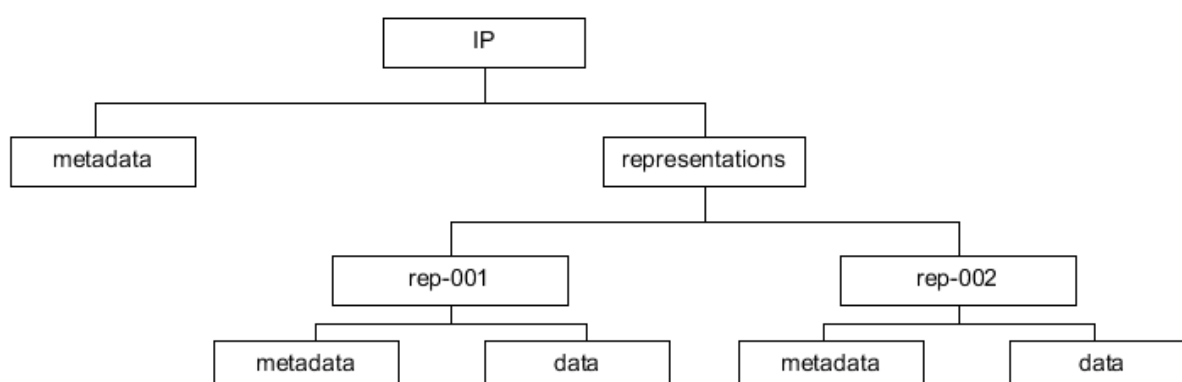 IP
metadata
representations
rep-001
rep-002
metadata
data
metadata
data